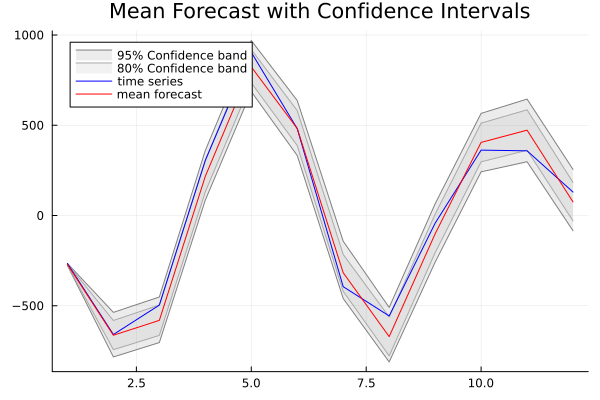 Mean Forecast with Confidence Intervals
1000
500
0
−500
95% Confidence band
80% Confidence band
time series
mean forecast
2.5 5.0 7.5 10.0